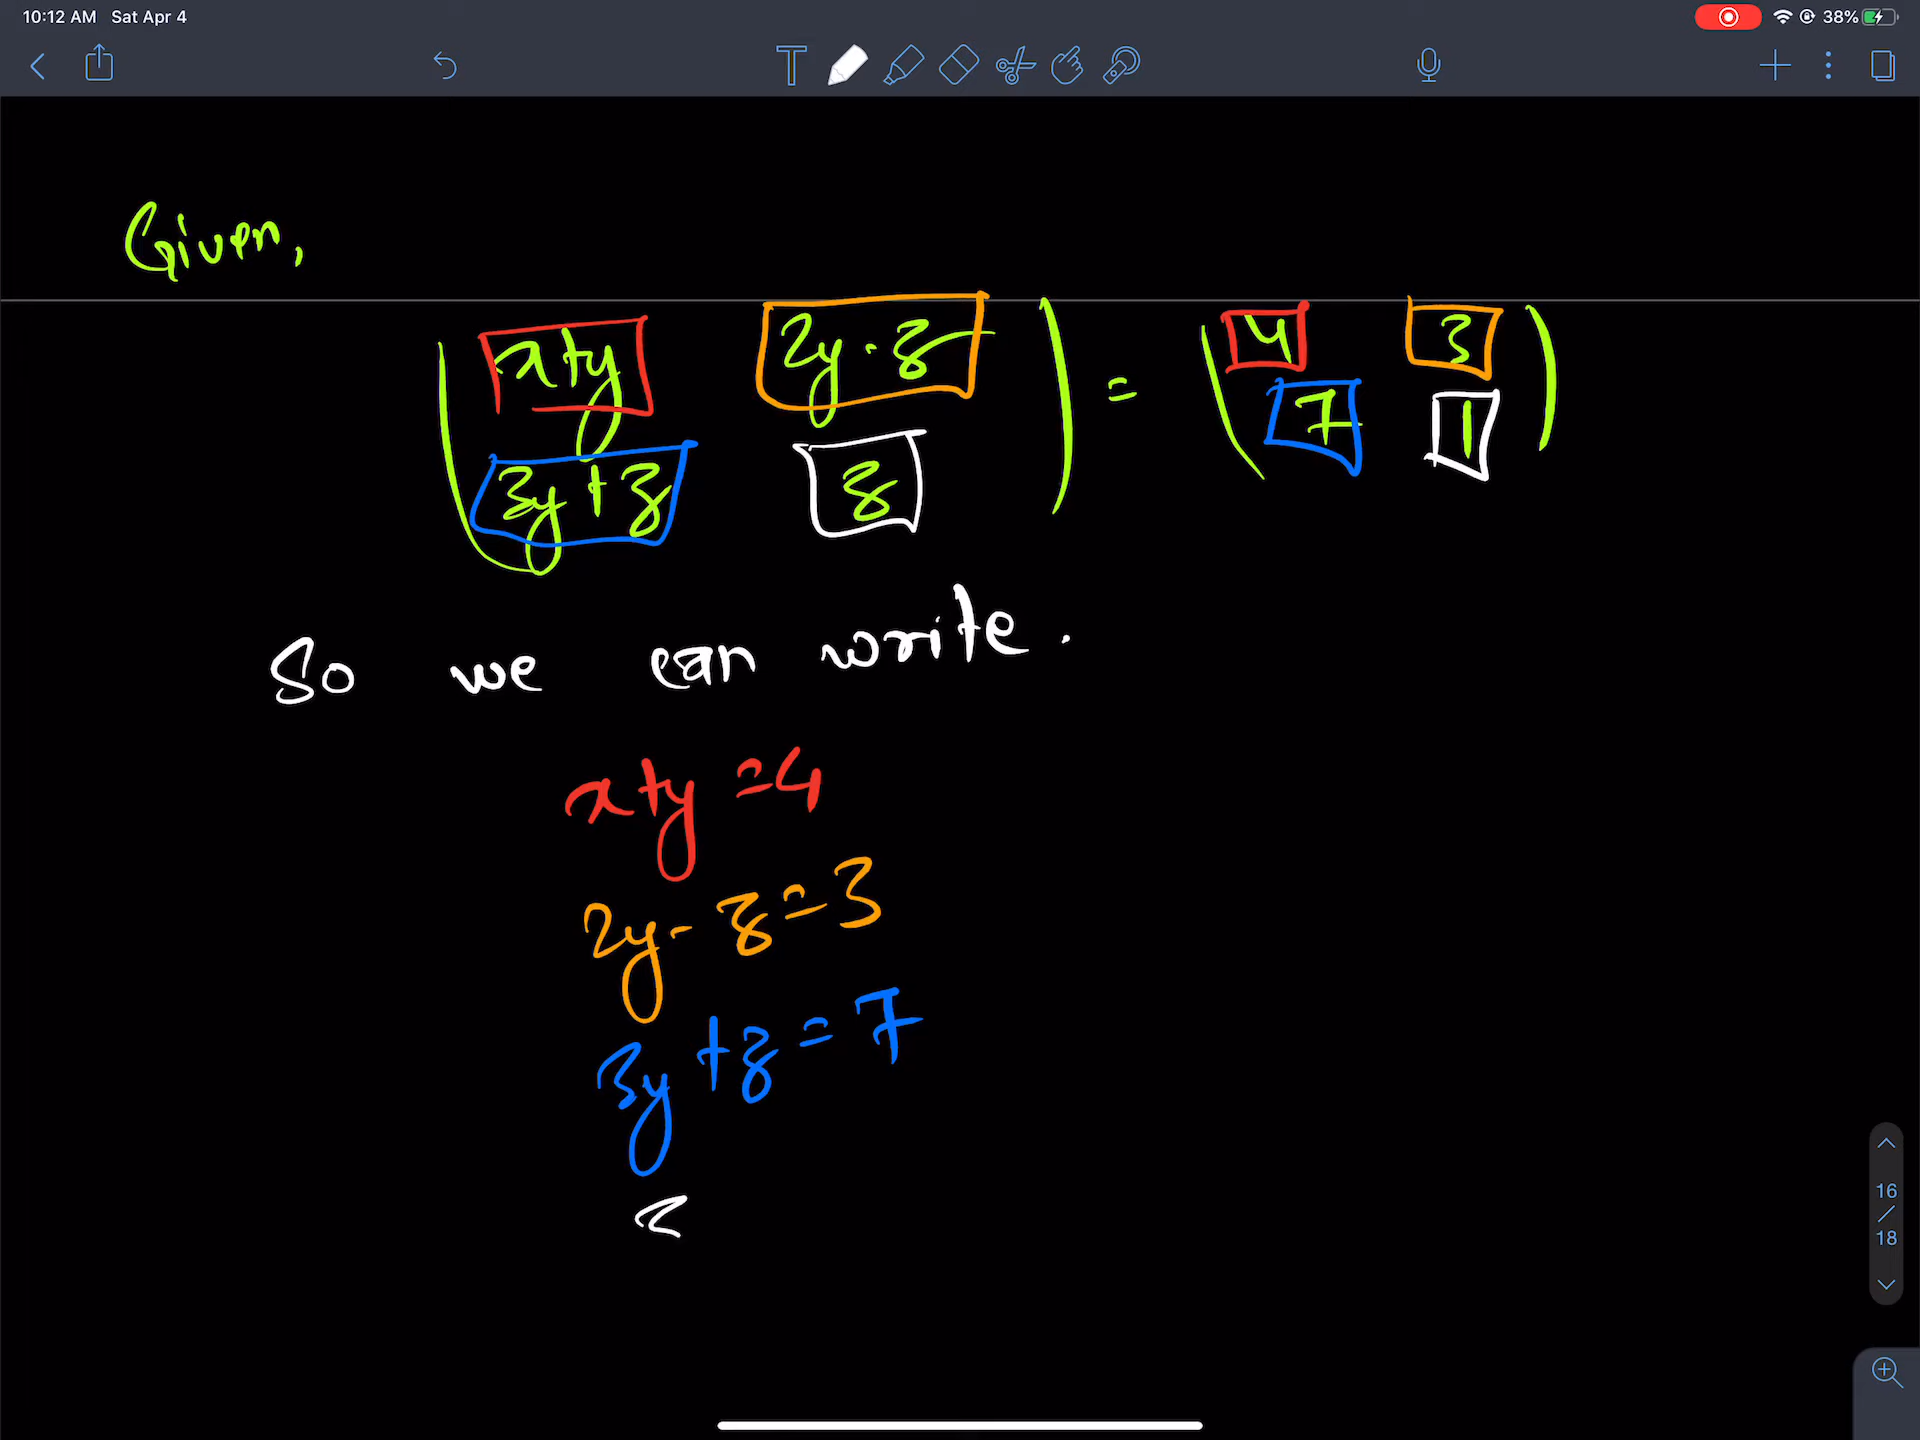 10:12 AM Sat Apr 4
38%
Given,
(x+y 2y-z) = (4 3)
(3y+z z) (7 1)
So we can write.
x+y=4
2y-z=3
3y+z=7
16
/
18